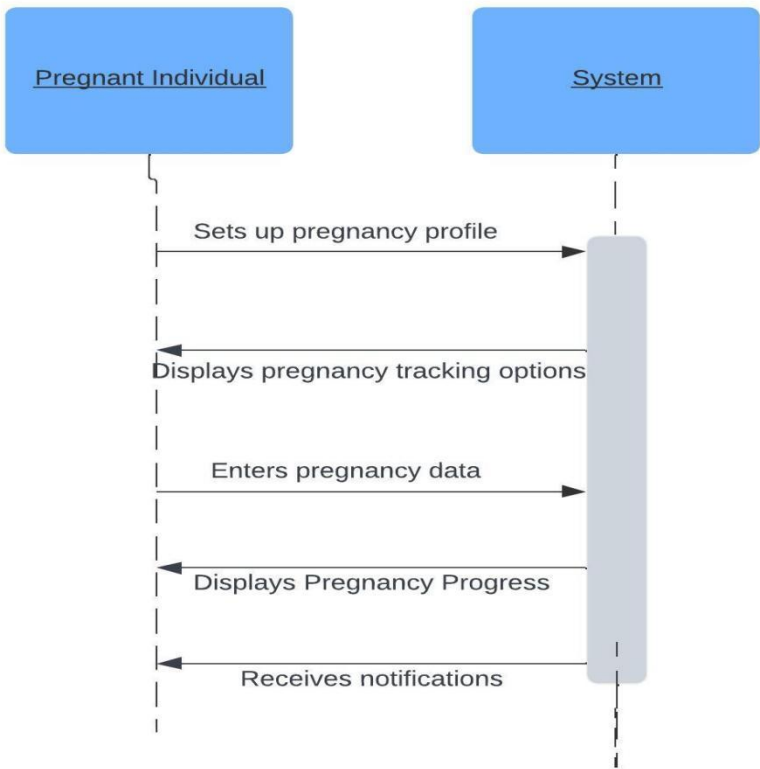 Pregnant Individual
System
Sets up pregnancy profile
Displays pregnancy tracking options
Enters pregnancy data
Displays Pregnancy Progress
Receives notifications